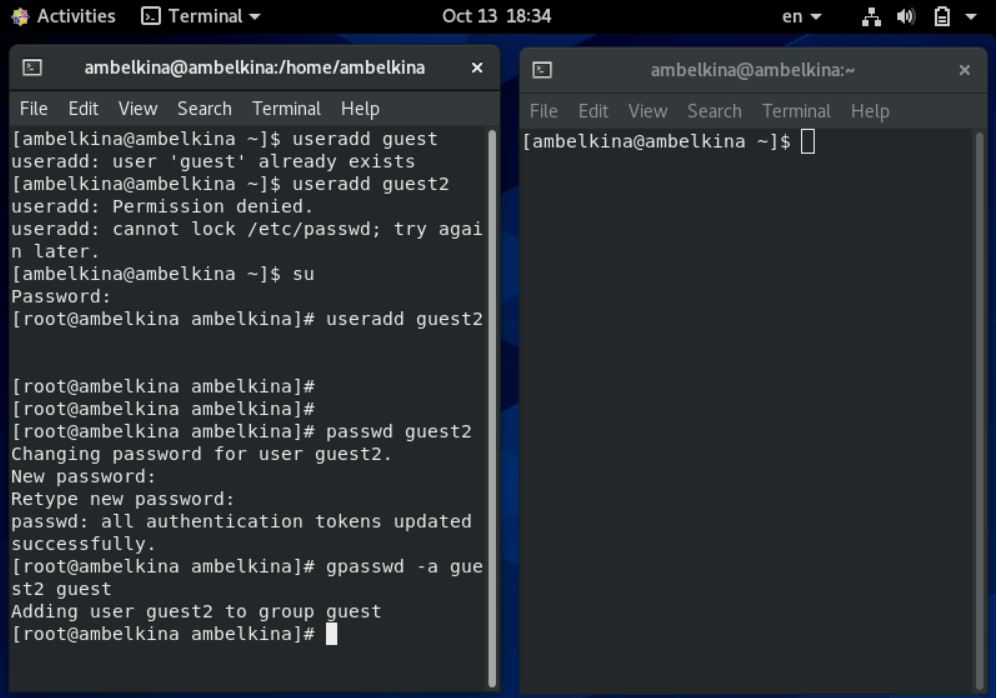 Activities Terminal Oct 13 18:34 en
ambelkina@ambelkina:/home/ambelkina
File Edit View Search Terminal Help
[ambelkina@ambelkina ~]$ useradd guest
useradd: user 'guest' already exists
[ambelkina@ambelkina ~]$ useradd guest2
useradd: Permission denied.
useradd: cannot lock /etc/passwd; try agai
n later.
[ambelkina@ambelkina ~]$ su
Password:
[root@ambelkina ambelkina]# useradd guest2
[root@ambelkina ambelkina]#
[root@ambelkina ambelkina]#
[root@ambelkina ambelkina]# passwd guest2
Changing password for user guest2.
New password:
Retype new password:
passwd: all authentication tokens updated
successfully.
[root@ambelkina ambelkina]# gpasswd -a gue
st2 guest
Adding user guest2 to group guest
[root@ambelkina ambelkina]#
ambelkina@ambelkina:~
File Edit View Search Terminal Help
[ambelkina@ambelkina ~]$